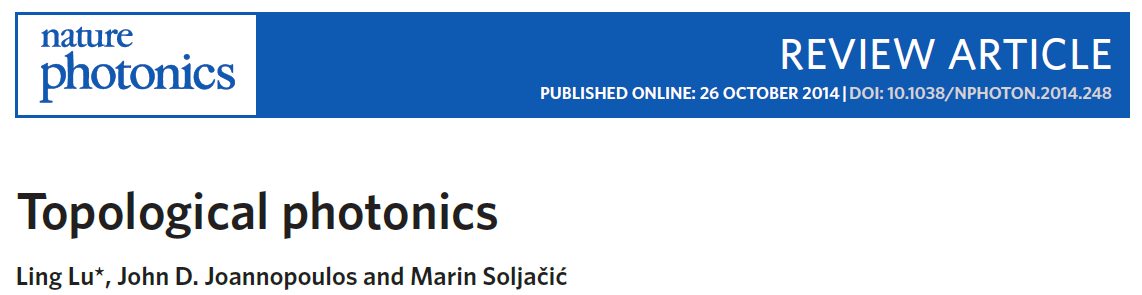 nature
photonics
REVIEW ARTICLE
PUBLISHED ONLINE: 26 OCTOBER 2014 | DOI: 10.1038/NPHOTON.2014.248
Topological photonics
Ling Lu*, John D. Joannopoulos and Marin Soljačić